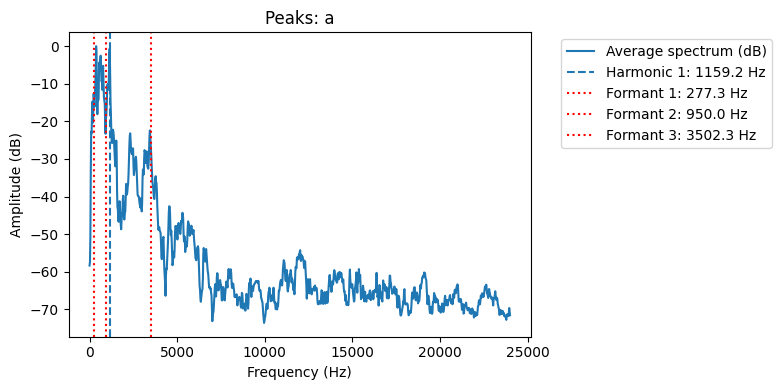 Peaks: a
Average spectrum (dB)
Harmonic 1: 1159.2 Hz
Formant 1: 277.3 Hz
Formant 2: 950.0 Hz
Formant 3: 3502.3 Hz
Amplitude (dB)
0
−10
−20
−30
−40
−50
−60
−70
0 5000 10000 15000 20000 25000
Frequency (Hz)